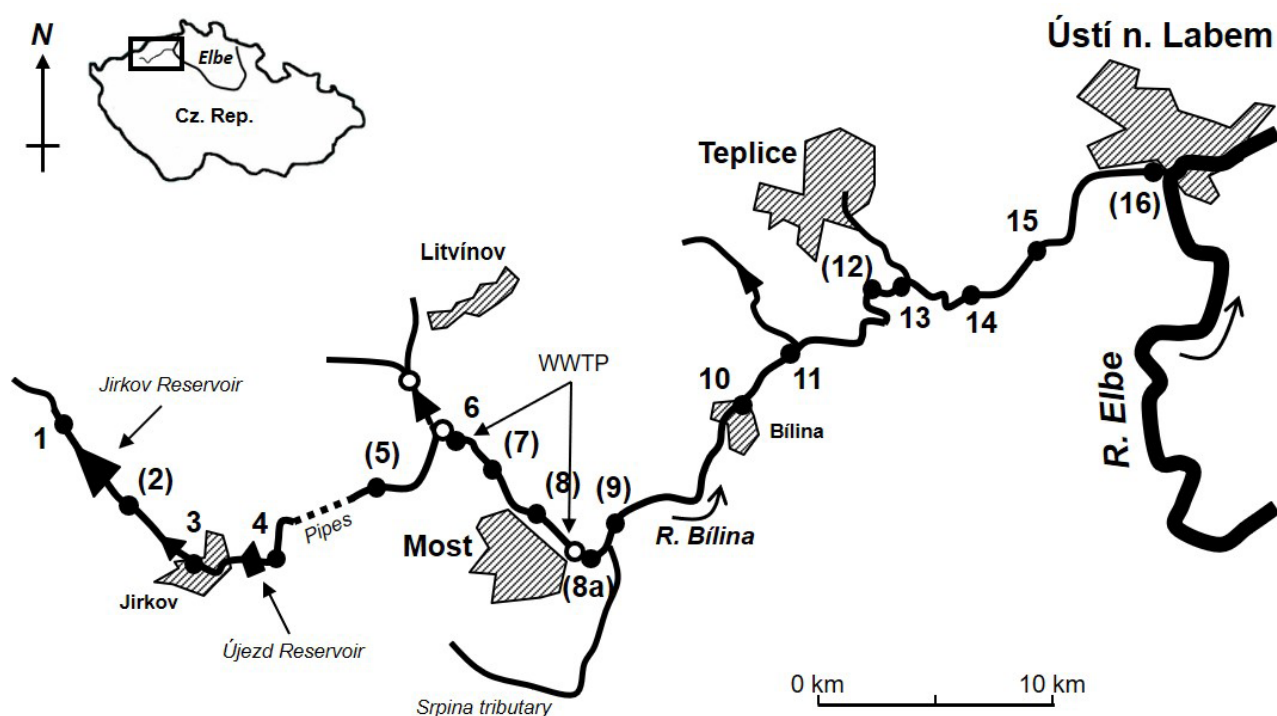 N
Elbe
Cz. Rep.
Ústí n. Labem
Teplice
Litvínov
(16)
15
(12)
13
14
WWTP
Jirkov Reservoir
10
11
6
1
(5)
(7)
Bílina
R. Elbe
(2)
(8)
(9)
3
4
Pipes
R. Bílina
Most
(8a)
Jirkov
Újezd Reservoir
0 km
10 km
Srpina tributary